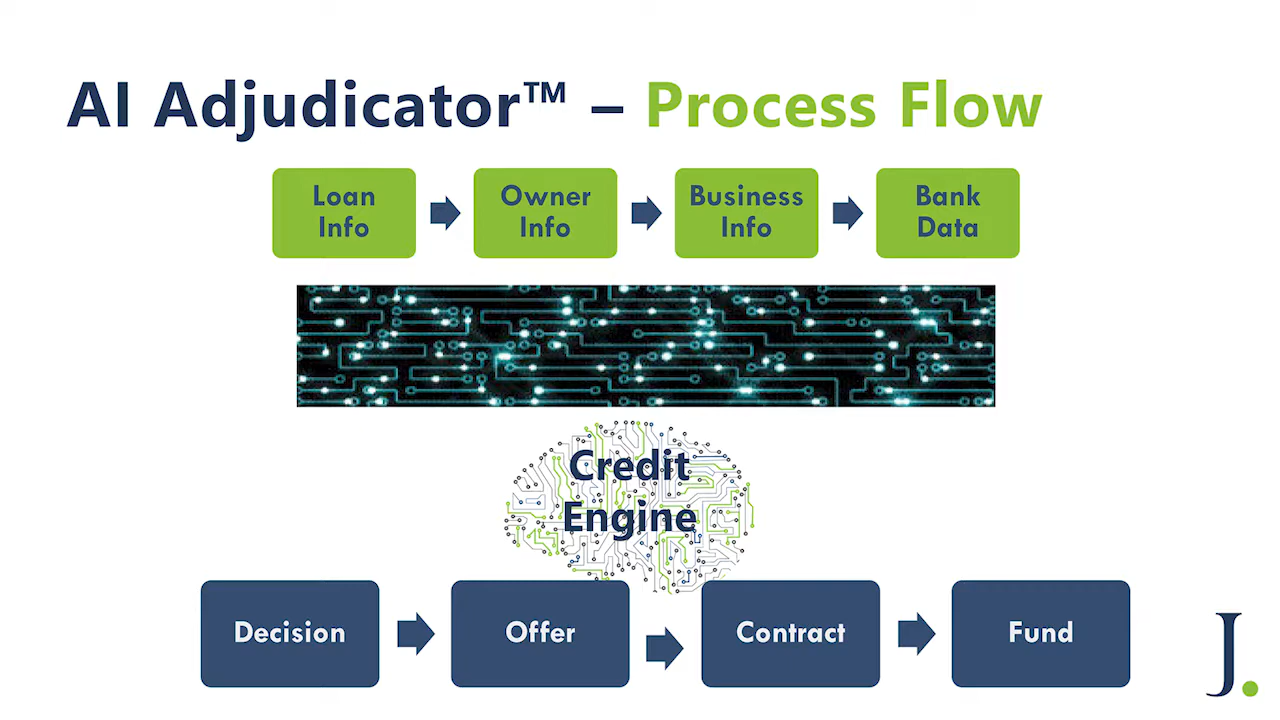 AI Adjudicator™ – Process Flow
Loan
Info
Owner
Info
Business
Info
Bank
Data
Credit
Engine
Decision
Offer
Contract
Fund
J.